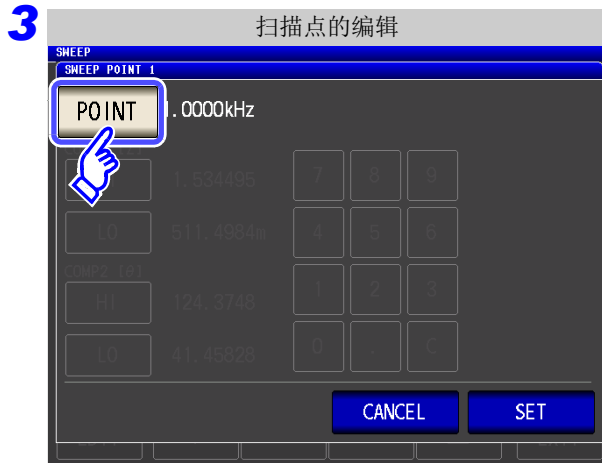 3
扫描点的编辑
SWEEP
SWEEP POINT 1
POINT .0000kHz
1.534495 7 8 9
LO 511.4984m 4 5 6
COMP2 [θ]
HI 124.3748 1 2 3
LO 41.45828 0 . C
CANCEL SET